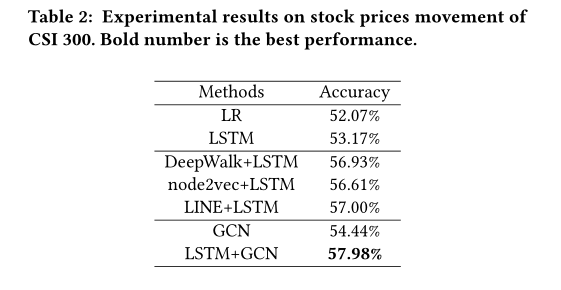 Table 2: Experimental results on stock prices movement of
CSI 300. Bold number is the best performance.
Methods Accuracy
LR 52.07%
LSTM 53.17%
DeepWalk+LSTM 56.93%
node2vec+LSTM 56.61%
LINE+LSTM 57.00%
GCN 54.44%
LSTM+GCN 57.98%